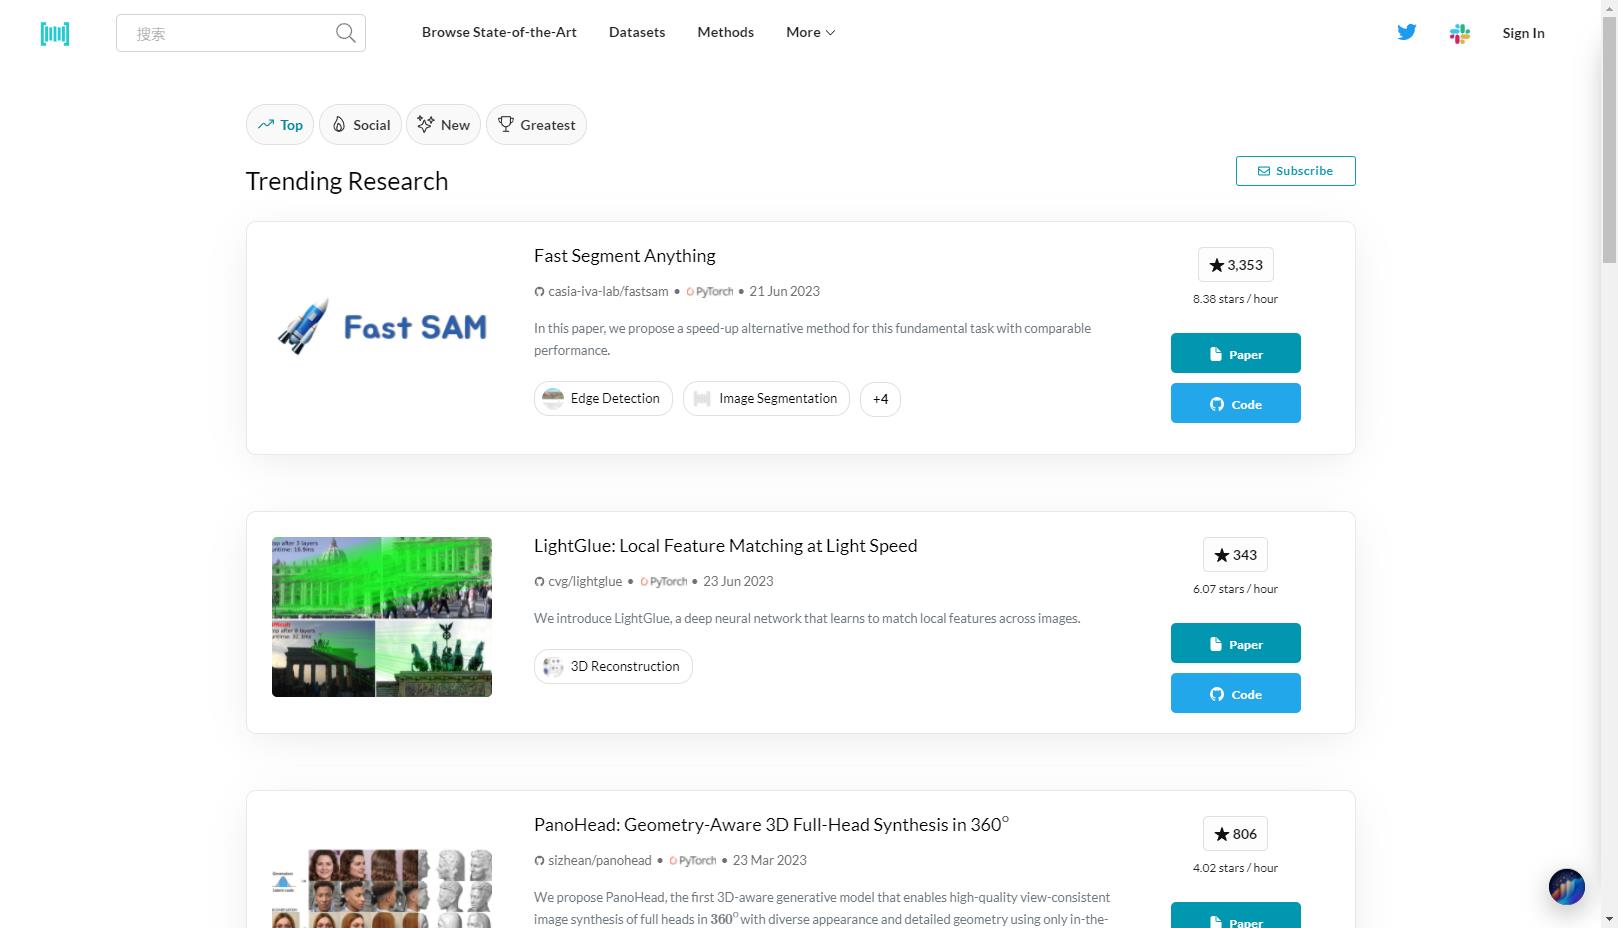 搜索
Browse State-of-the-Art
Datasets
Methods
More
Sign In
Top
Social
New
Greatest
Trending Research
Subscribe
Fast SAM
Fast Segment Anything
casia-iva-lab/fastsam • PyTorch • 21 Jun 2023
In this paper, we propose a speed-up alternative method for this fundamental task with comparable
performance.
Edge Detection
Image Segmentation
+4
3,353
8.38 stars / hour
Paper
Code
LightGlue: Local Feature Matching at Light Speed
cvg/lightglue • PyTorch • 23 Jun 2023
We introduce LightGlue, a deep neural network that learns to match local features across images.
3D Reconstruction
343
6.07 stars / hour
Paper
Code
PanoHead: Geometry-Aware 3D Full-Head Synthesis in 360°
sizhean/panohead • PyTorch • 23 Mar 2023
We propose PanoHead, the first 3D-aware generative model that enables high-quality view-consistent
image synthesis of full heads in 360° with diverse appearance and detailed geometry using only in-the-
806
4.02 stars / hour
Paper